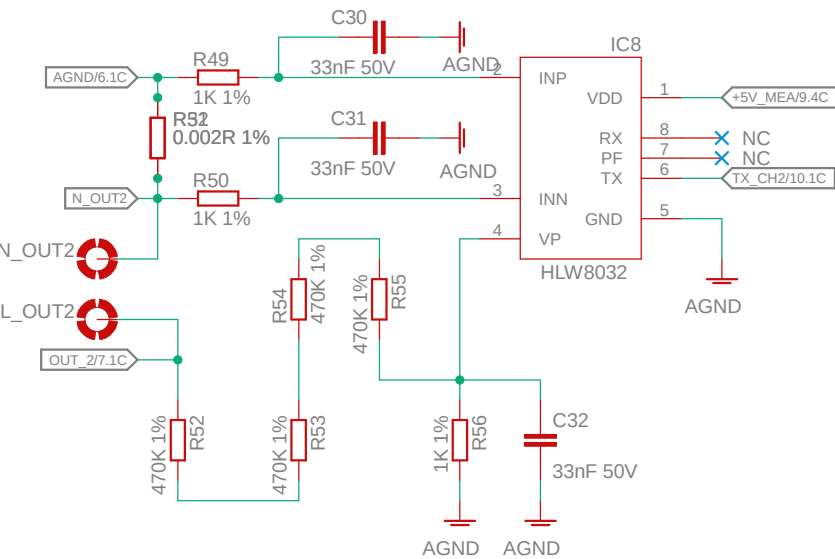 C30
IC8
R49
33nF 50V
AGND
AGND/6.1C
2
INP
1K 1%
VDD
1
+5V_MEA/9.4C
C31
0.002R 1%
RX
8
NC
PF
7
NC
33nF 50V
AGND
TX
6
TX_CH2/10.1C
R50
N_OUT2
3
INN
1K 1%
GND
5
4
VP
N_OUT2
HLW8032
R54
470K 1%
470K 1%
R55
AGND
L_OUT2
OUT_2/7.1C
470K 1%
R52
470K 1%
R53
1K 1%
R56
C32
33nF 50V
AGND
AGND